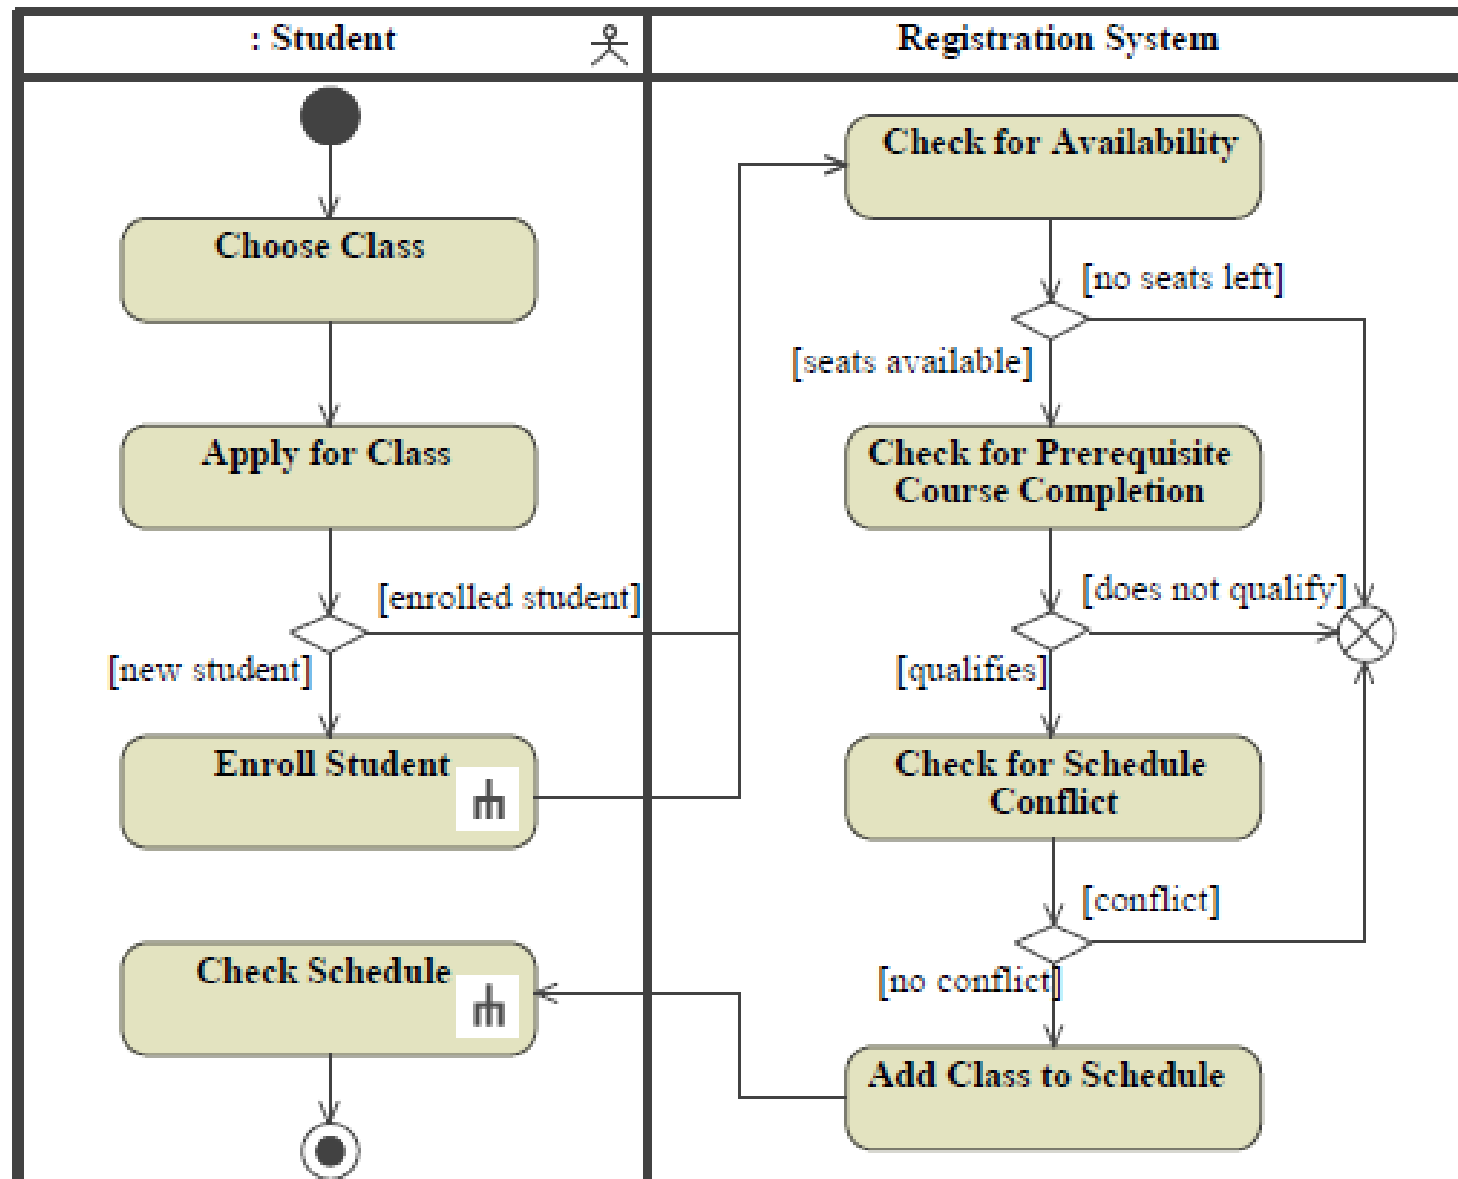 : Student
Registration System
Choose Class
Apply for Class
[enrolled student]
[new student]
Enroll Student
Check Schedule
Check for Availability
[no seats left]
[seats available]
Check for Prerequisite
Course Completion
[does not qualify]
[qualifies]
Check for Schedule
Conflict
[conflict]
[no conflict]
Add Class to Schedule